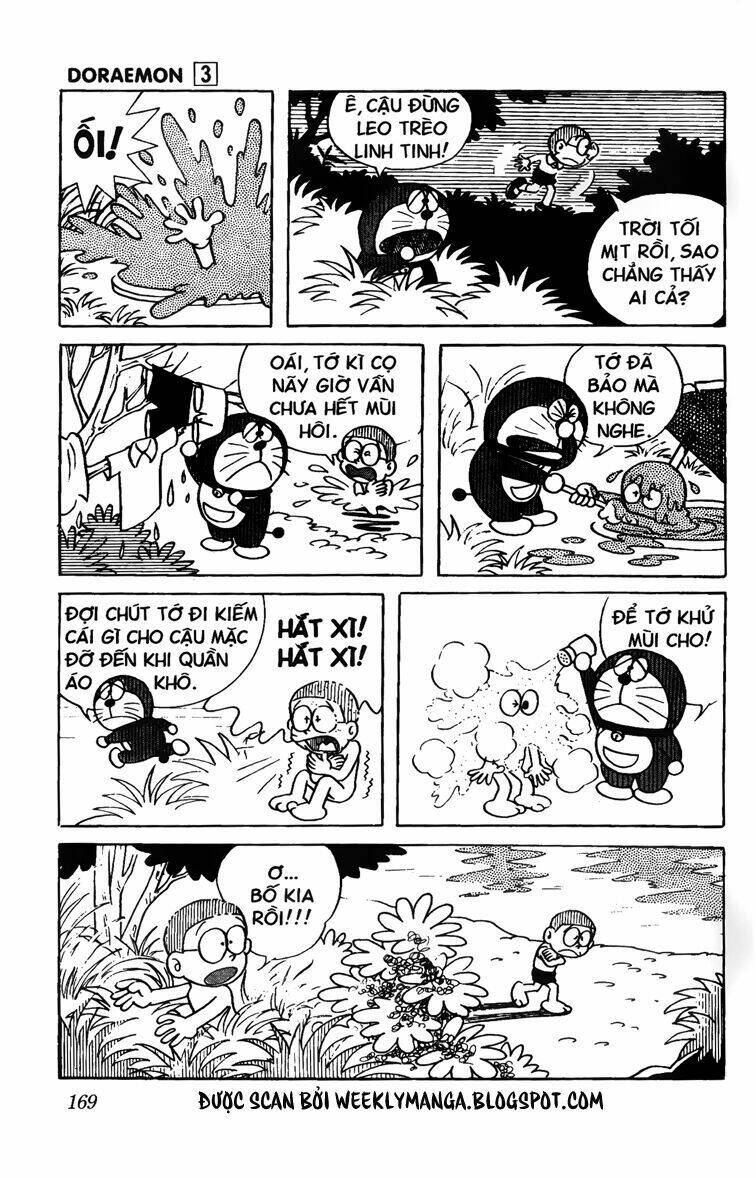 DORAEMON 3
TRỜI TỐI
MỊT RỒI, SAO
CHẲNG THẤY
AI CẢ?
Ê, CẬU ĐỪNG
LEO TRÈO
LINH TINH!
ỐI!
TỚ ĐÃ
BẢO MÀ
KHÔNG
NGHE.
OÁI, TỚ KÌ CỌ
NÃY GIỜ VẪN
CHƯA HẾT MÙI
HÔI.
ĐỂ TỚ KHỬ
MÙI CHO!
HẮT XÌ!
HẮT XÌ!
ĐỢI CHÚT TỚ ĐI KIẾM
CÁI GÌ CHO CẬU MẶC
ĐỠ ĐẾN KHI QUẦN
ÁO KHÔ.
Ơ...
BỐ KIA
RỒI!!!
169
ĐƯỢC SCAN BỞI WEEKLYMANGA.BLOGSPOT.COM